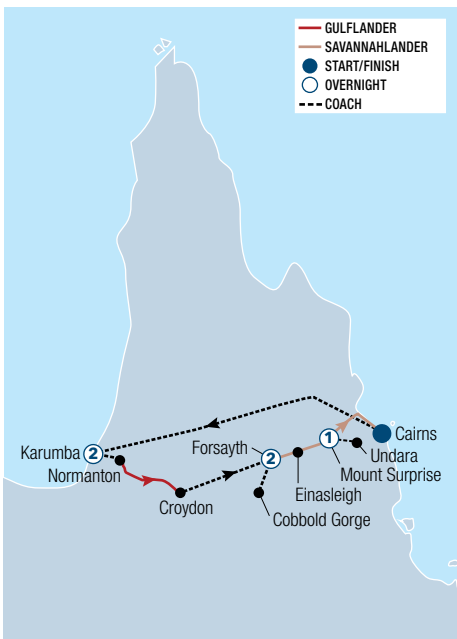 GULFLANDER
SAVANNAHLANDER
START/FINISH
OVERNIGHT
COACH
Karumba
2
Normanton
Croydon
Forsayth
2
1
Cairns
Undara
Mount Surprise
Einasleigh
Cobbold Gorge